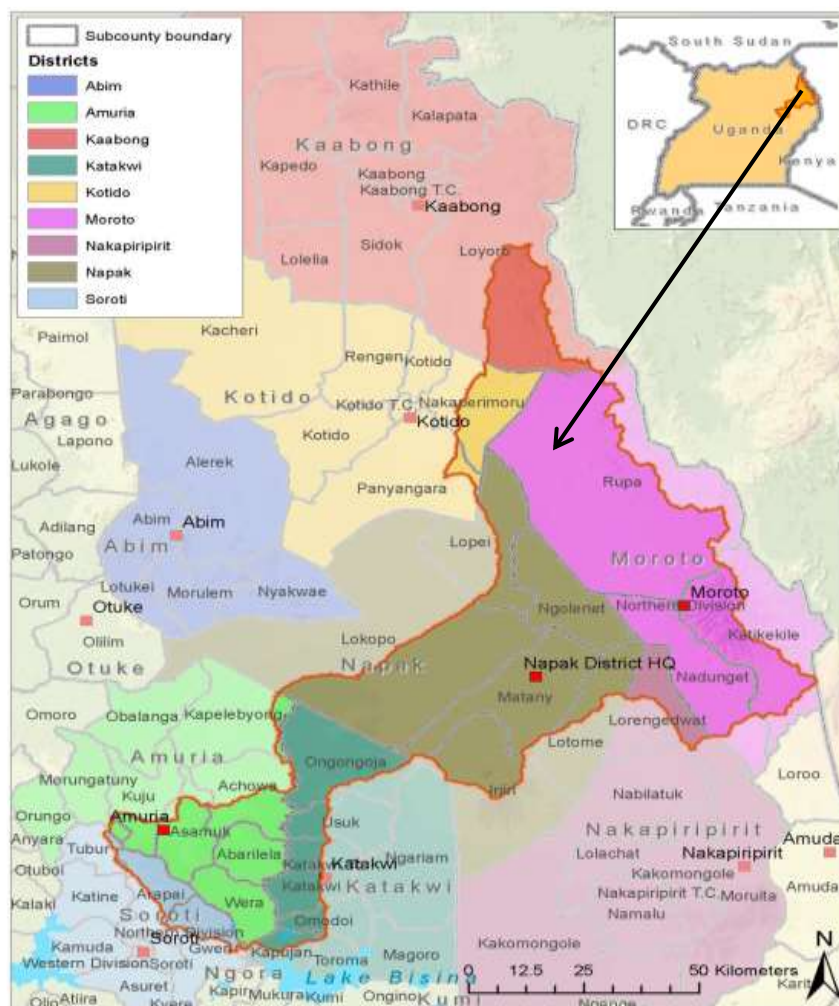 Subcounty boundary
Districts
Abim
Amuria
Kaabong
Katakwi
Kotido
Moroto
Nakapiripirit
Napak
Soroti
South Sudan
DRC
Uganda
Kenya
Rwanda
Tanzania
Kathile
Kalapata
Kaabong
Kapedo
Kaabong
Kaabong T.C.
Kaabong
Sidok
Loyoro
Lolelia
Kacheri
Paimol
Rengen
Kotido
Kotido
Parabongo
Nakaperimoru
Kotido T.C.
Agago
Kotido
Kotido
Lapono
Alerek
Lukole
Panyangara
Rupa
Adilang
Abim
Abim
Lopei
Abim
Patongo
Moroto
Lotukei
Morulem
Nyakwae
Moroto
Orum
Otuke
Ngolenet
Northern Division
Olilim
Lokopo
Katikekile
Otuke
Napak
Napak District HQ
Nadunget
Matany
Omoro
Obalanga
Kapelebyong
Lorengedwat
Lotome
Amuria
Ongongoja
Morungatuny
Achowa
Iriiri
Loroo
Kuju
Nabilatuk
Orungo
Amuria
Asamuk
Usuk
Nakapiripirit
Anyara
Tubur
Abarilela
Lolachat
Nakapiripirit
Amuda
Otuboi
Katakwi
Katakwi
Ngariam
Kakomongole
Katine
Arapai
Wera
Katakwi
Katakwi
Nakapiripirit T.C.
Moruita
Amuda
Kalaki
Soroti
Omodoi
Namalu
Northern Division
Kamuda
Soroti
Gweri
Kapujan
Kakomongole
Western Division
Soroti
Toroma
Magoro
N
Ngora
Lake Bisina
0 12.5 25 50 Kilometers
Asuret
Kapir
Mukura
Kumi
Ongino
Kumi
Karita
Atiira
Kyere